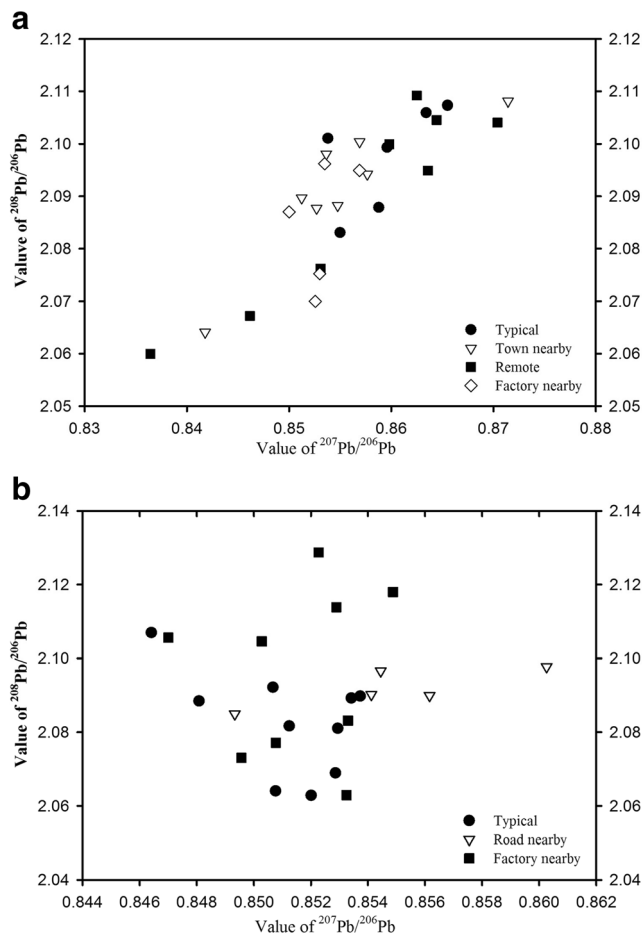 a
2.12 2.12
2.11 2.11
2.10 2.10
2.09 2.09
2.08 2.08
2.07 2.07
2.06 2.06
2.05 2.05
Valuve of ²⁰⁸Pb/²⁰⁶Pb
Typical
Town nearby
Remote
Factory nearby
0.83 0.84 0.85 0.86 0.87 0.88
Value of ²⁰⁷Pb/²⁰⁶Pb
b
2.14 2.14
2.12 2.12
2.10 2.10
2.08 2.08
2.06 2.06
2.04 2.04
Value of ²⁰⁸Pb/²⁰⁶Pb
Typical
Road nearby
Factory nearby
0.844 0.846 0.848 0.850 0.852 0.854 0.856 0.858 0.860 0.862
Value of ²⁰⁷Pb/²⁰⁶Pb